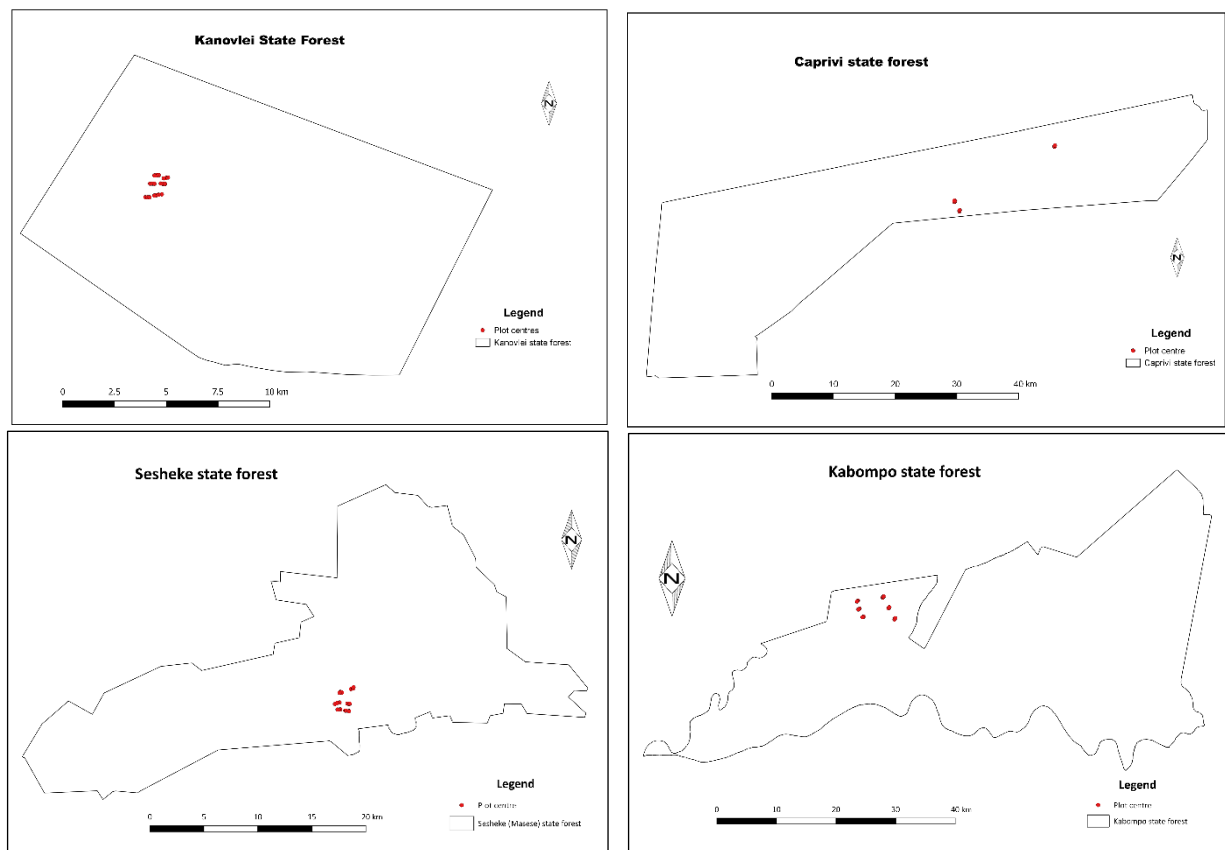 Kanovlei State Forest
N
Legend
Plot centres
Kanovlei state forest
0 2.5 5 7.5 10 km
Caprivi state forest
N
Legend
Plot centre
Caprivi state forest
0 10 20 30 40 km
Sesheke state forest
N
Legend
Plot centre
Sesheke (Masese) state forest
0 5 10 15 20 km
Kabompo state forest
N
Legend
Plot centre
Kabompo state forest
0 10 20 30 40 km